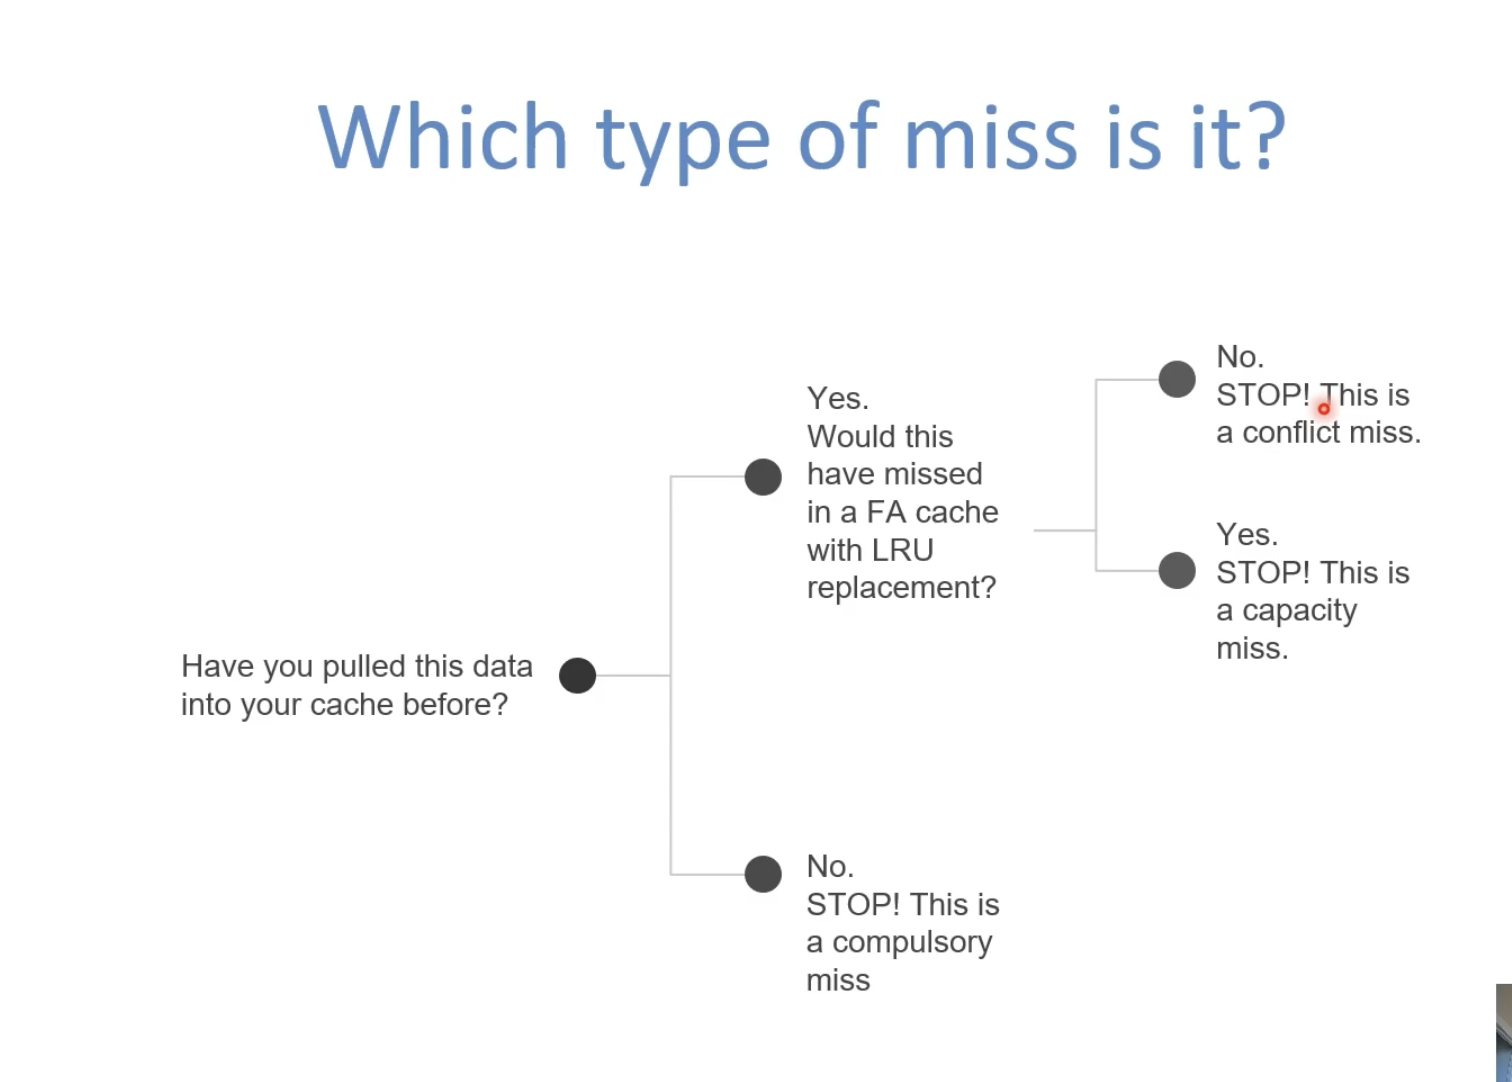 Which type of miss is it?
Have you pulled this data
into your cache before?
Yes.
Would this
have missed
in a FA cache
with LRU
replacement?
No.
STOP! This is
a conflict miss.
Yes.
STOP! This is
a capacity
miss.
No.
STOP! This is
a compulsory
miss